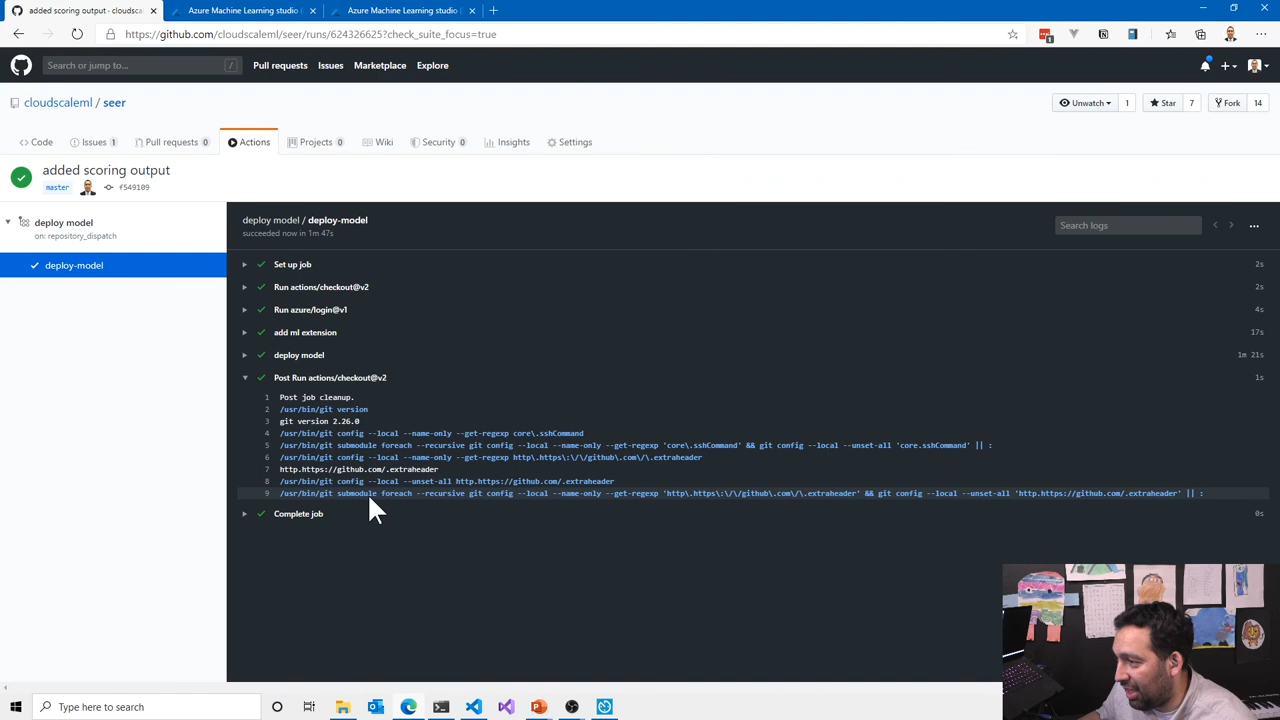 added scoring output - cloudsca
Azure Machine Learning studio (
Azure Machine Learning studio (
https://github.com/cloudscaleml/seer/runs/624326625?check_suite_focus=true
Search or jump to... /
Pull requests Issues Marketplace Explore
cloudscaleml / seer
Unwatch 1 Star 7 Fork 14
Code Issues 1 Pull requests 0 Actions Projects 0 Wiki Security 0 Insights Settings
added scoring output
master f549109
deploy model
on: repository_dispatch
deploy-model
deploy model / deploy-model
succeeded now in 1m 47s
Search logs
Set up job 2s
Run actions/checkout@v2 2s
Run azure/login@v1 4s
add ml extension 17s
deploy model 1m 21s
Post Run actions/checkout@v2 1s
1 Post job cleanup.
2 /usr/bin/git version
3 git version 2.26.0
4 /usr/bin/git config --local --name-only --get-regexp core\.sshCommand
5 /usr/bin/git submodule foreach --recursive git config --local --name-only --get-regexp 'core\.sshCommand' && git config --local --unset-all 'core.sshCommand' || :
6 /usr/bin/git config --local --name-only --get-regexp http\.https\:\/\/github\.com\/\.extraheader
7 http.https://github.com/.extraheader
8 /usr/bin/git config --local --unset-all http.https://github.com/.extraheader
9 /usr/bin/git submodule foreach --recursive git config --local --name-only --get-regexp 'http\.https\:\/\/github\.com\/\.extraheader' && git config --local --unset-all 'http.https://github.com/.extraheader' || :
Complete job 0s
Type here to search